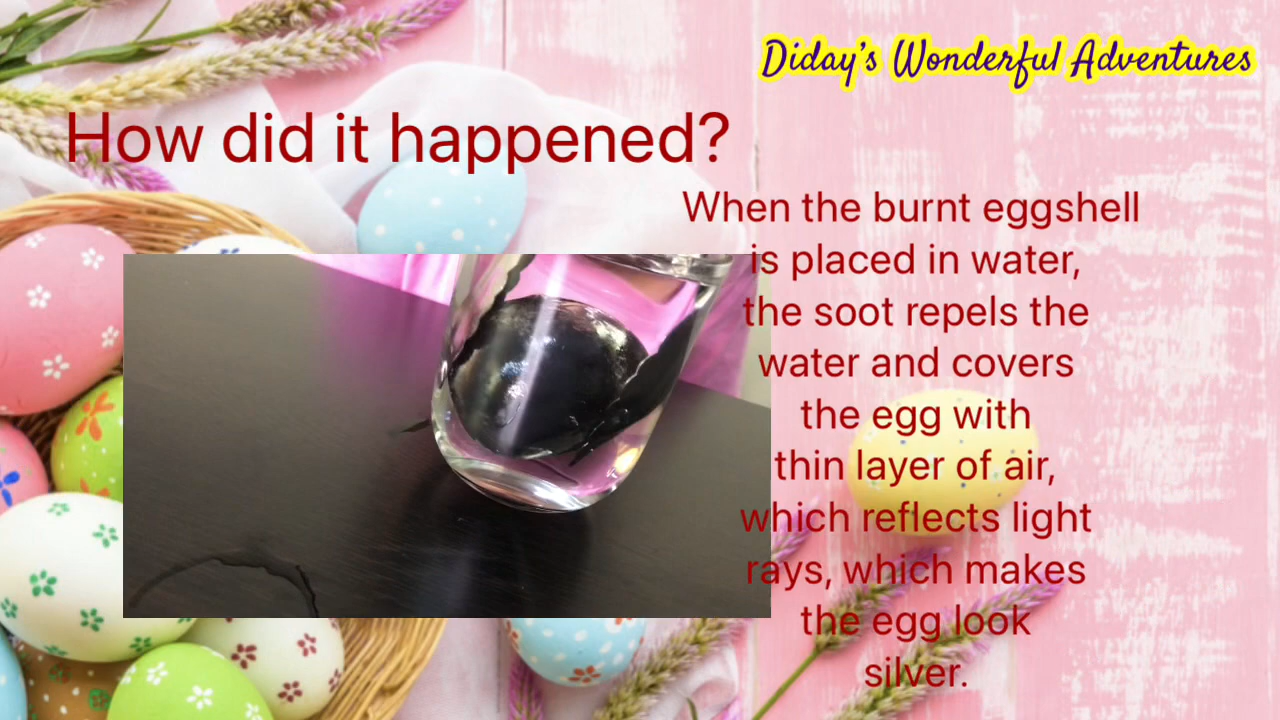 Diday's Wonderful Adventures
How did it happened?
When the burnt eggshell
is placed in water,
the soot repels the
water and covers
the egg with
thin layer of air,
which reflects light
rays, which makes
the egg look
silver.